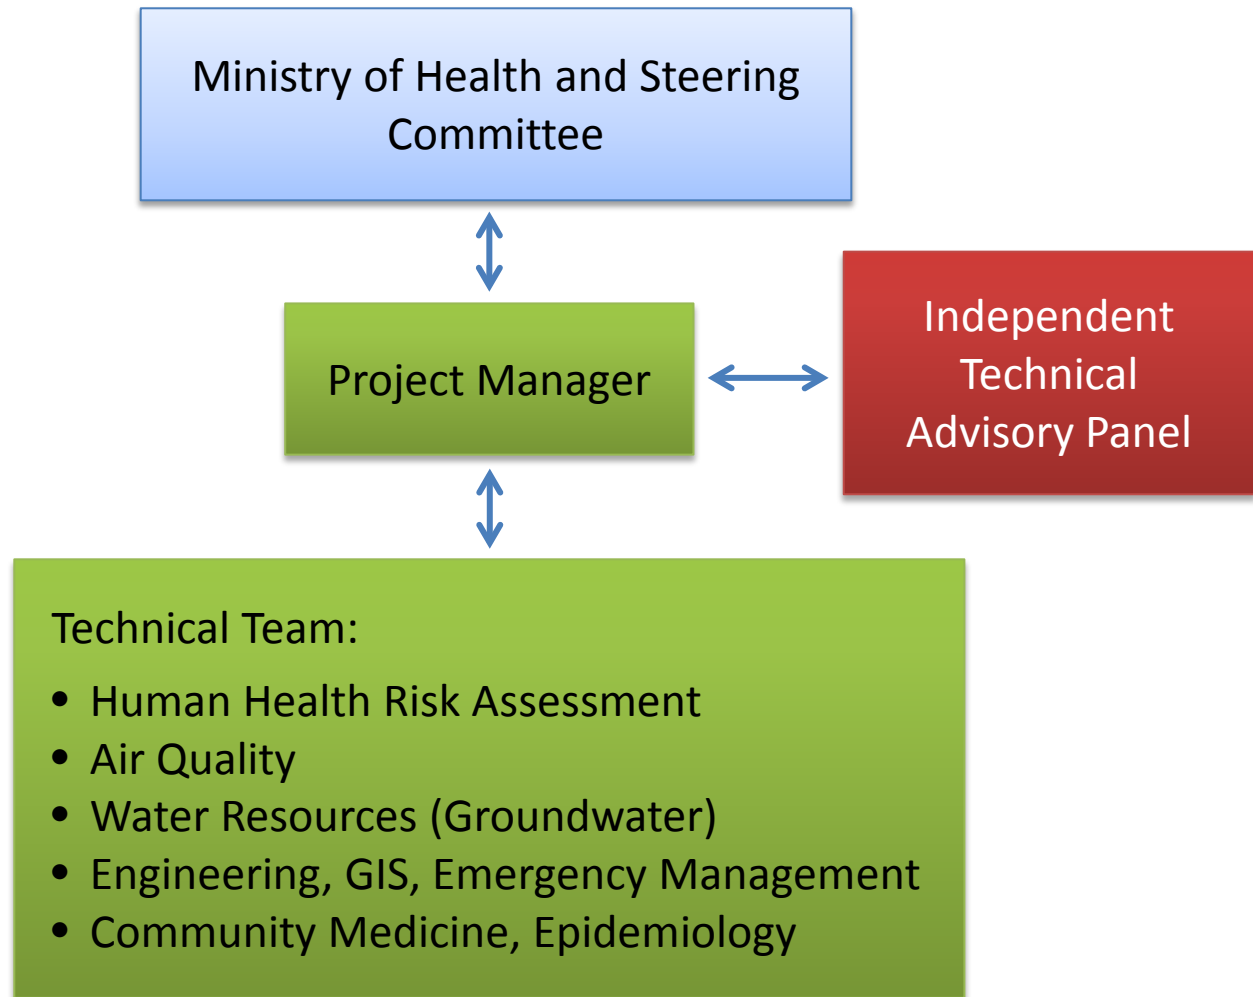 Ministry of Health and Steering
Committee
Project Manager
Independent
Technical
Advisory Panel
Technical Team:
• Human Health Risk Assessment
• Air Quality
• Water Resources (Groundwater)
• Engineering, GIS, Emergency Management
• Community Medicine, Epidemiology